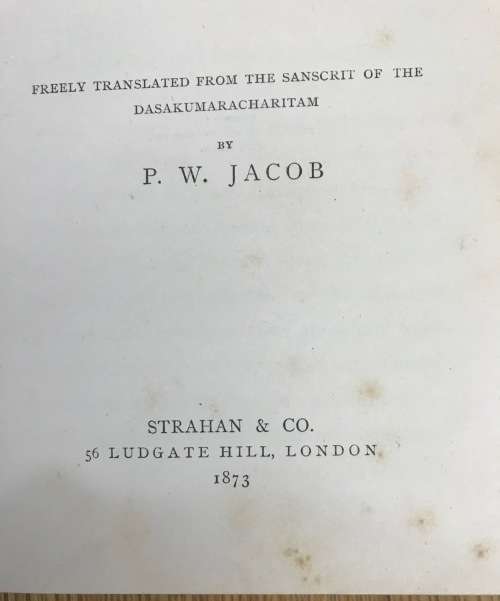 FREELY TRANSLATED FROM THE SANSCRIT OF THE
DASAKUMARACHARITAM
BY
P. W. JACOB
STRAHAN & CO.
56 LUDGATE HILL, LONDON
1873